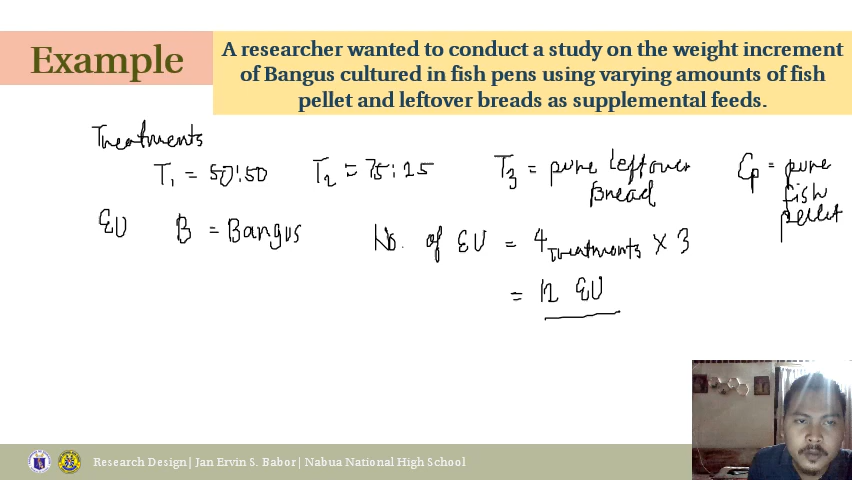 Example
A researcher wanted to conduct a study on the weight increment
of Bangus cultured in fish pens using varying amounts of fish
pellet and leftover breads as supplemental feeds.
Treatments
T1 = 50:50 T2 = 75:25 T3 = pure leftover bread Cp = pure fish pellet
EU B = Bangus
No. of EU = 4 treatments x 3
= 12 EU
Research Design| Jan Ervin S. Babor| Nabua National High School